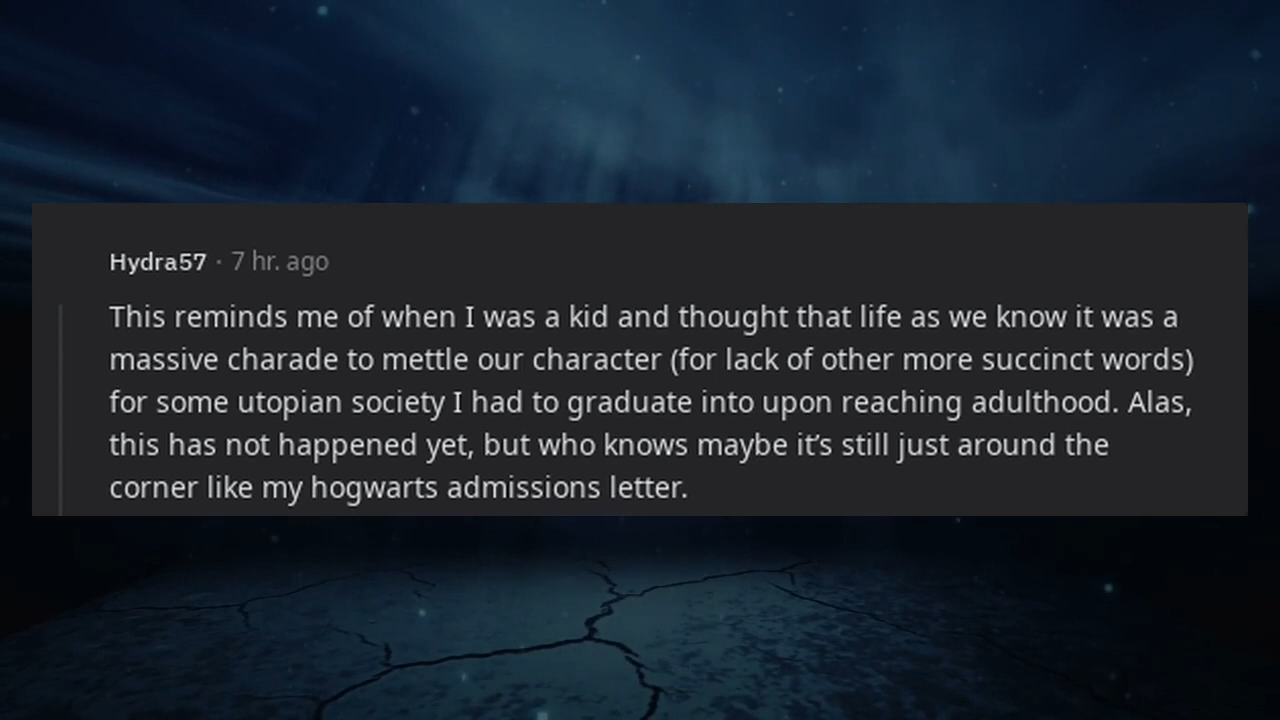 Hydra57 · 7 hr. ago
This reminds me of when I was a kid and thought that life as we know it was a
massive charade to mettle our character (for lack of other more succinct words)
for some utopian society I had to graduate into upon reaching adulthood. Alas,
this has not happened yet, but who knows maybe it’s still just around the
corner like my hogwarts admissions letter.